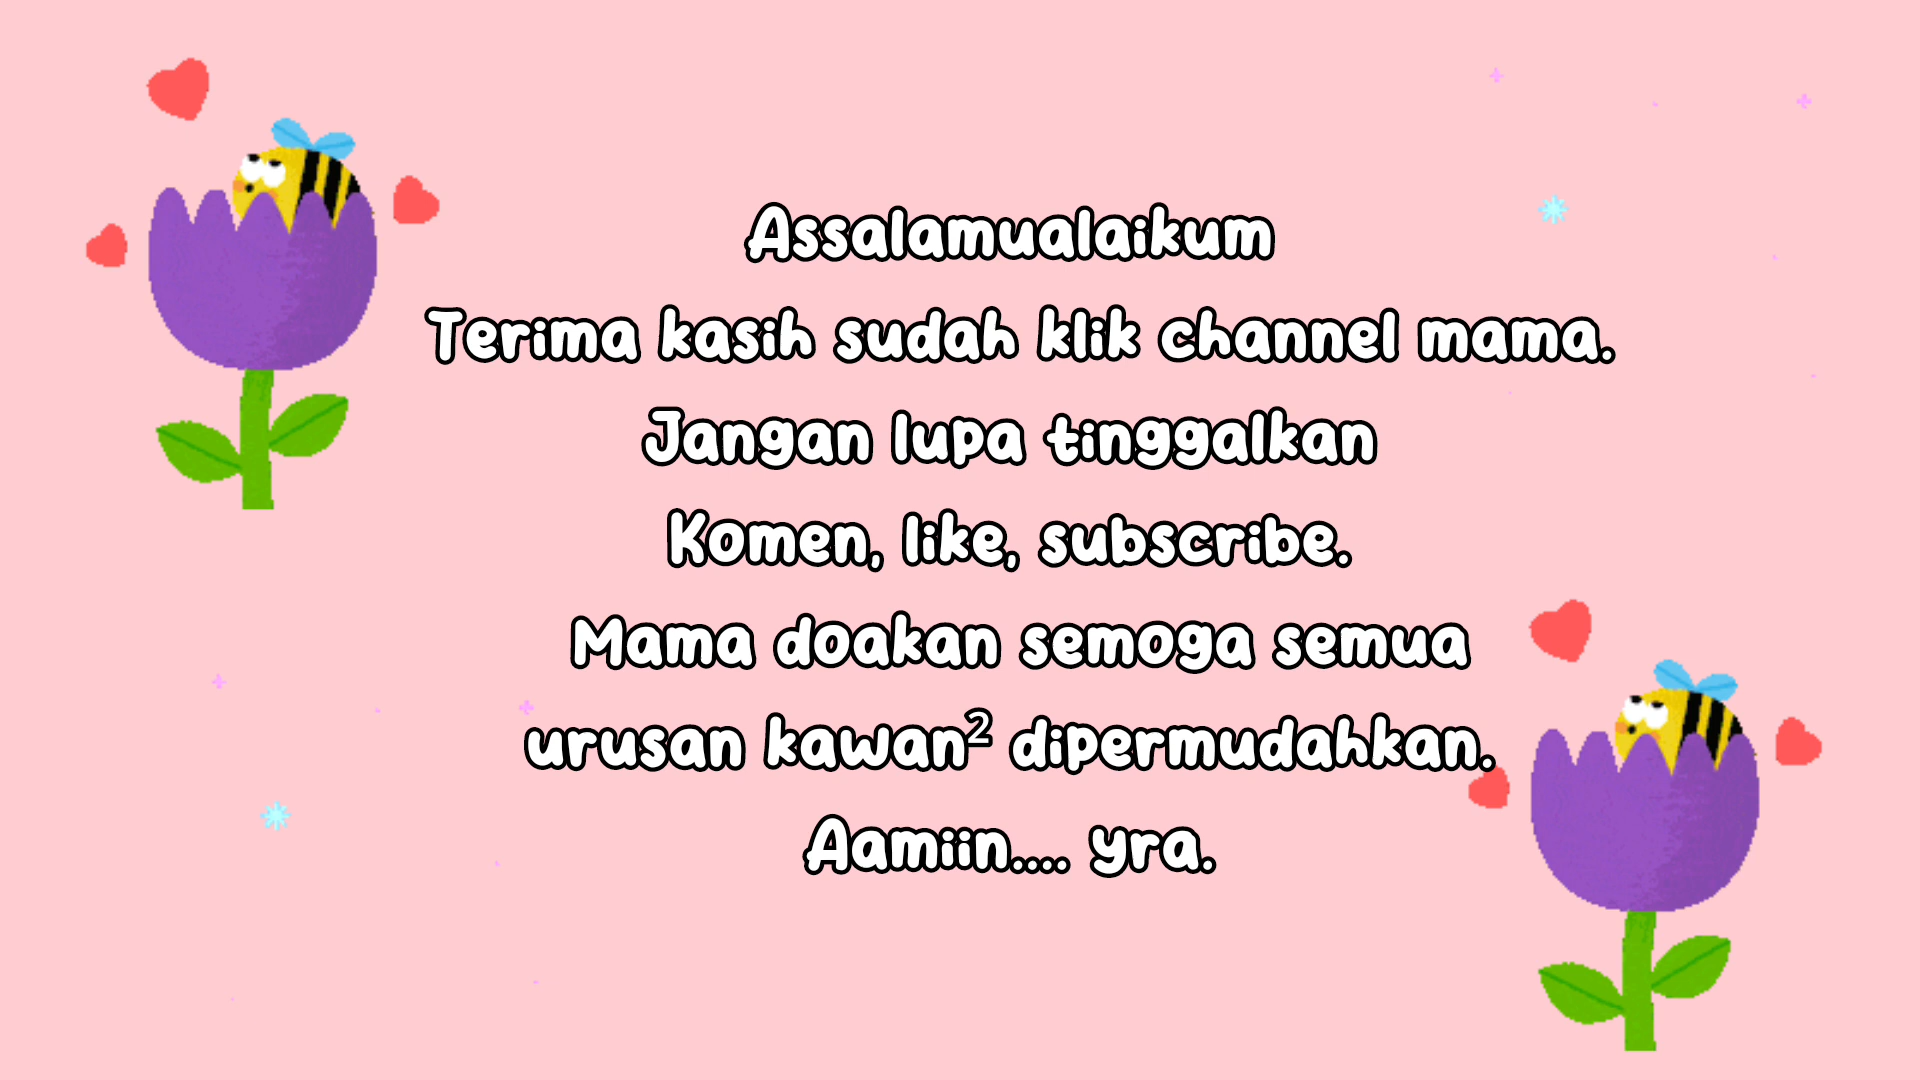 Assalamualaikum
Terima kasih sudah klik channel mama.
Jangan lupa tinggalkan
Komen, like, subscribe.
Mama doakan semoga semua
urusan kawan² dipermudahkan.
Aamiin.... yra.